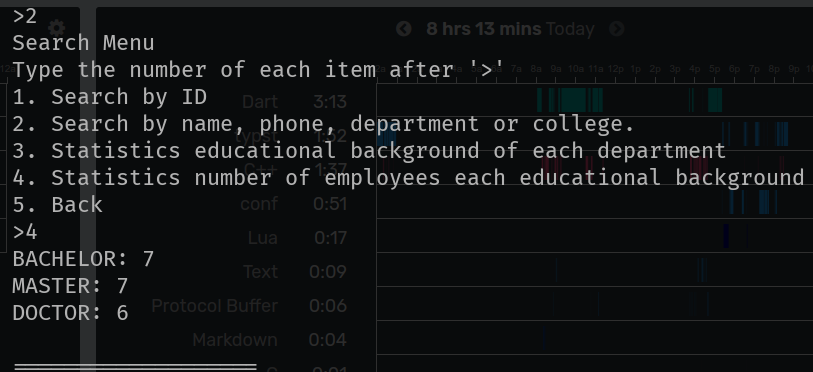 >2
Search Menu
Type the number of each item after '>'
1. Search by ID
2. Search by name, phone, department or college.
3. Statistics educational background of each department
4. Statistics number of employees each educational background
5. Back
>4
BACHELOR: 7
MASTER: 7
DOCTOR: 6
8 hrs 13 mins Today
Dart 3:13
typst 1:52
C++ 1:37
conf 0:51
Lua 0:17
Text 0:09
Protocol Buffer 0:06
Markdown 0:04